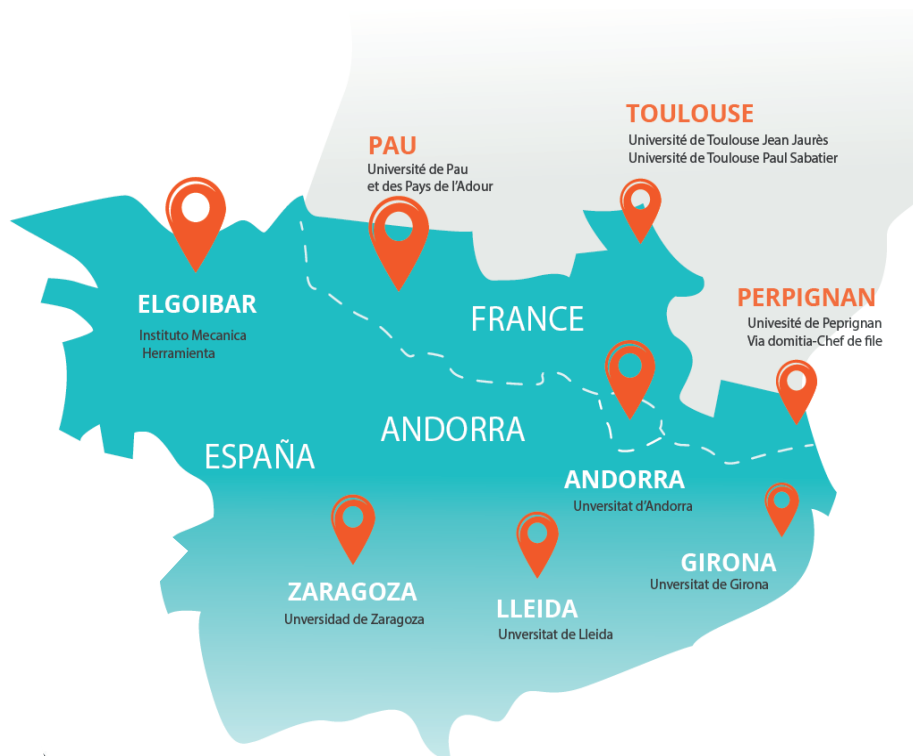 TOULOUSE
Université de Toulouse Jean Jaurès
Université de Toulouse Paul Sabatier
PAU
Université de Pau
et des Pays de l'Adour
ELGOIBAR
Instituto Mecanica
Herramienta
FRANCE
PERPIGNAN
Univesité de Peprignan
Via domitia-Chef de file
ANDORRA
ESPAÑA
ANDORRA
Unversitat d'Andorra
ZARAGOZA
Unversidad de Zaragoza
LLEIDA
Unversitat de Lleida
GIRONA
Unversitat de Girona